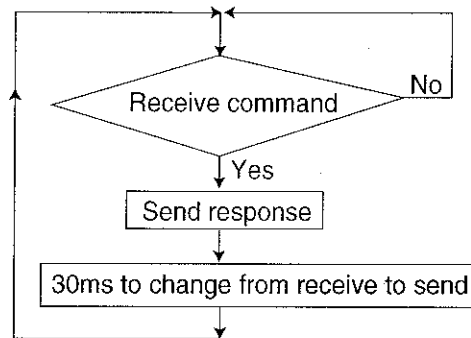 Receive command
No
Yes
Send response
30ms to change from receive to send